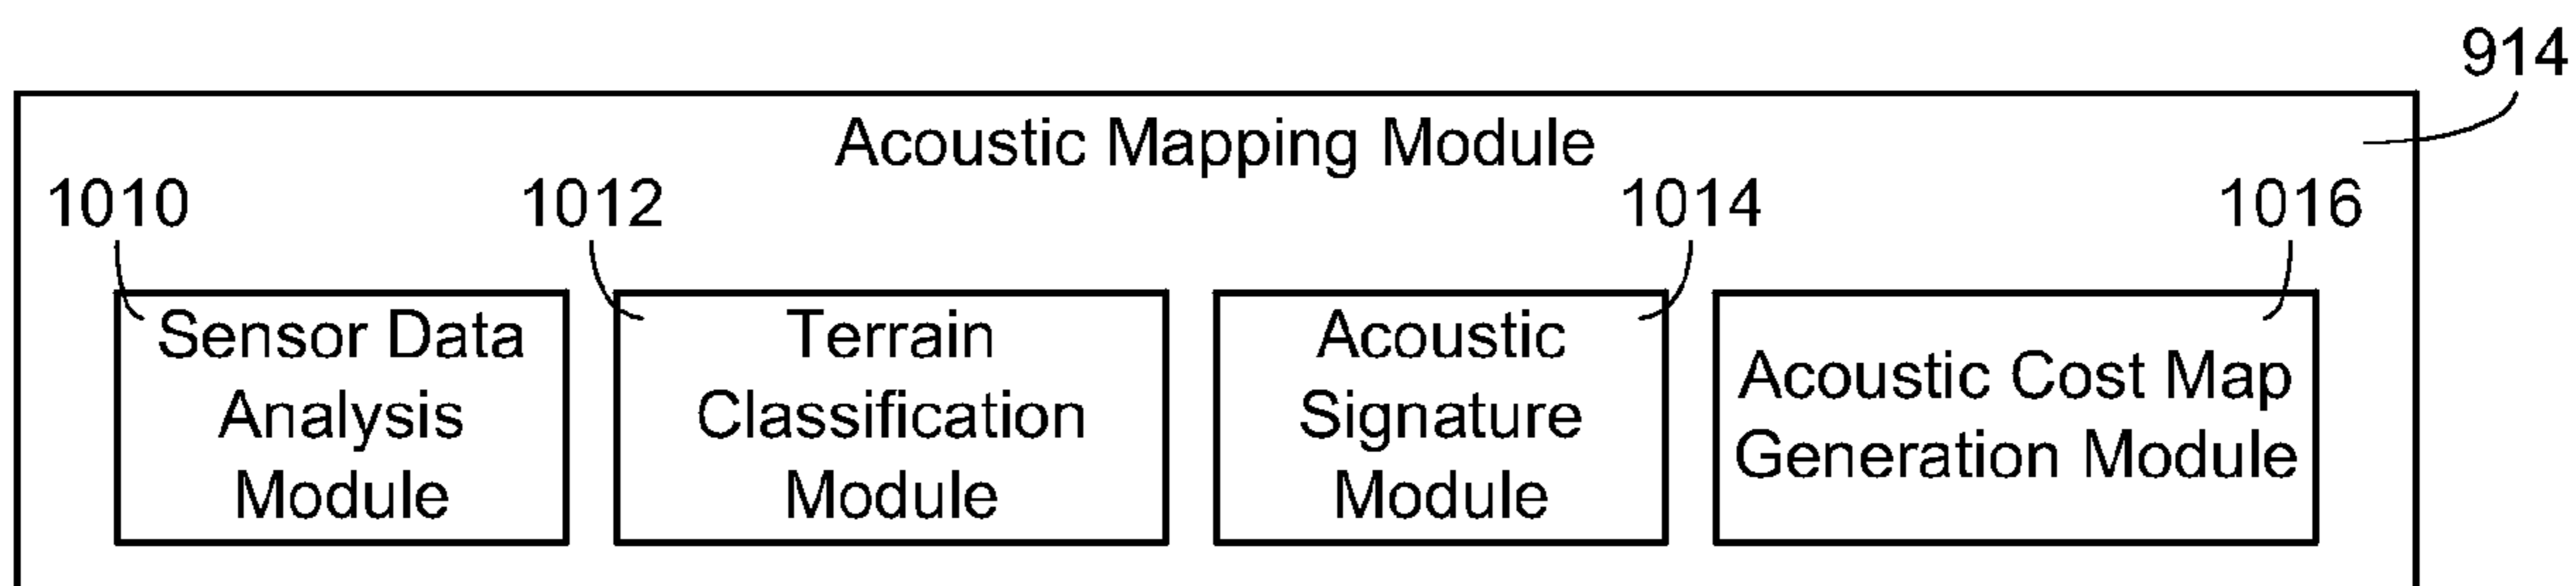 914
Acoustic Mapping Module
1010
1012
1014
1016
Sensor Data
Analysis
Module
Terrain
Classification
Module
Acoustic
Signature
Module
Acoustic Cost Map
Generation Module